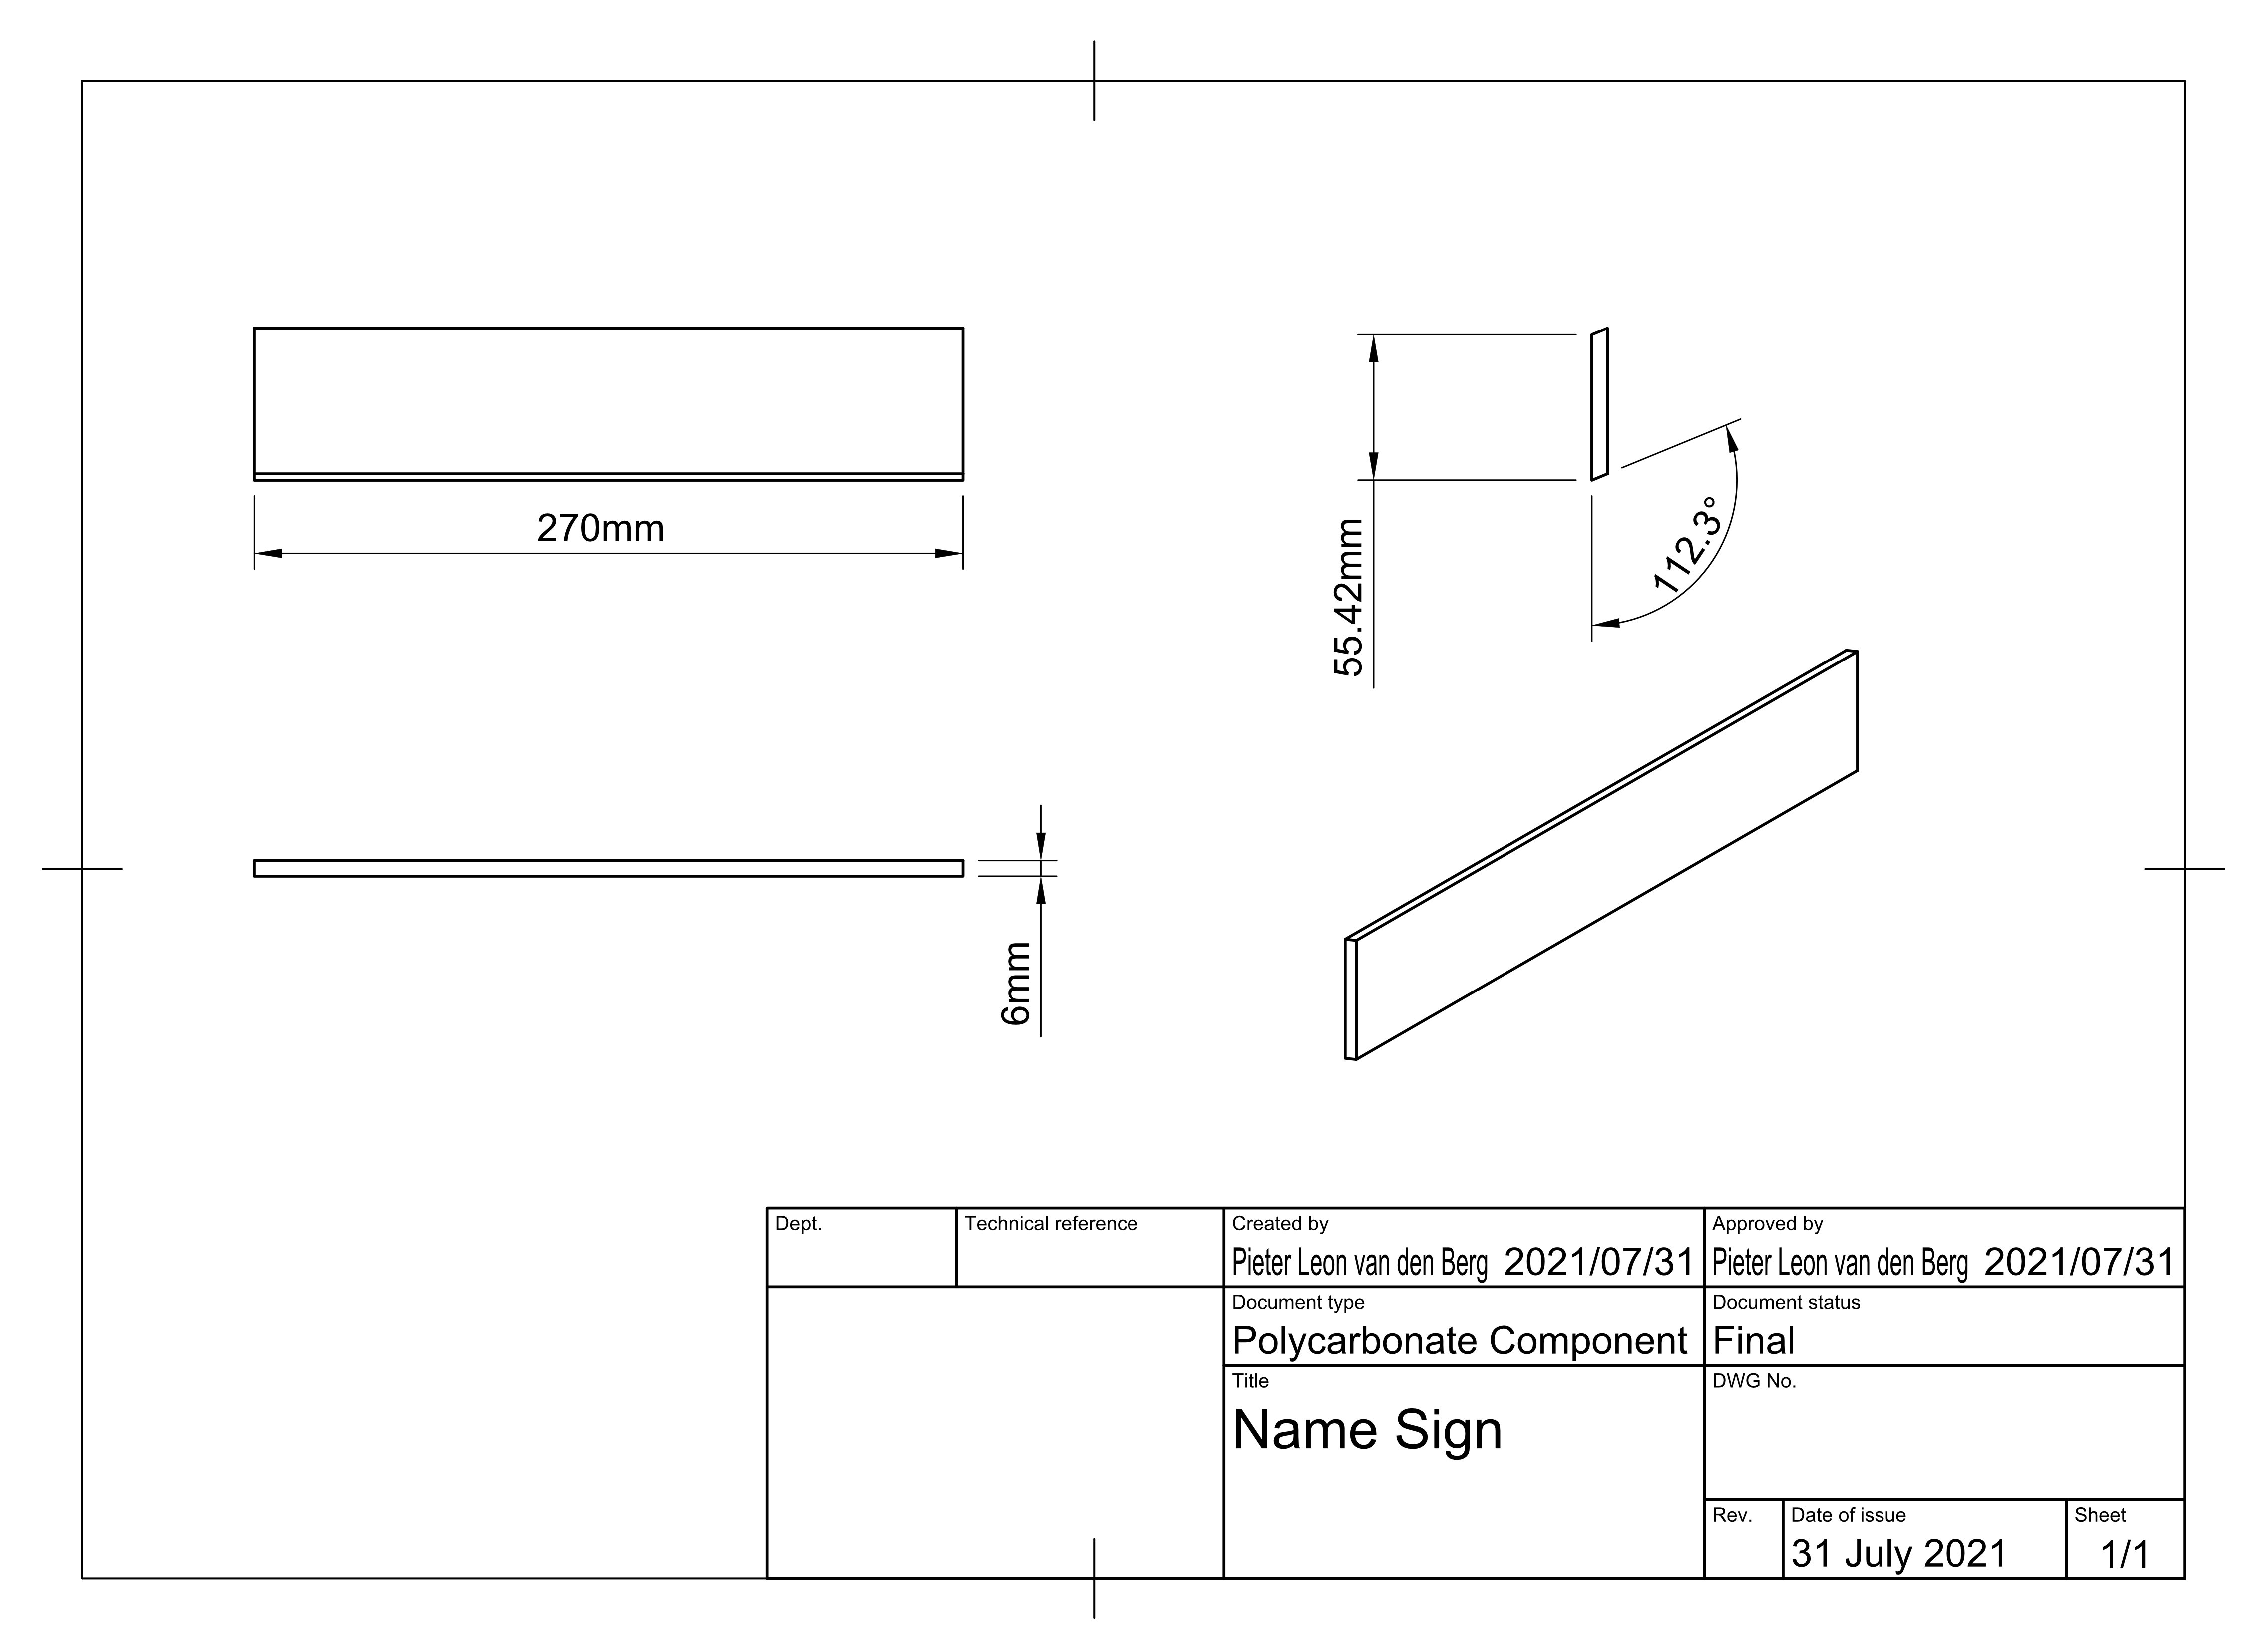 270mm
55.42mm
112.3°
6mm
Dept.
Technical reference
Created by
Pieter Leon van den Berg 2021/07/31
Approved by
Pieter Leon van den Berg 2021/07/31
Document type
Polycarbonate Component
Document status
Final
Title
Name Sign
DWG No.
Rev.
Date of issue
31 July 2021
Sheet
1/1